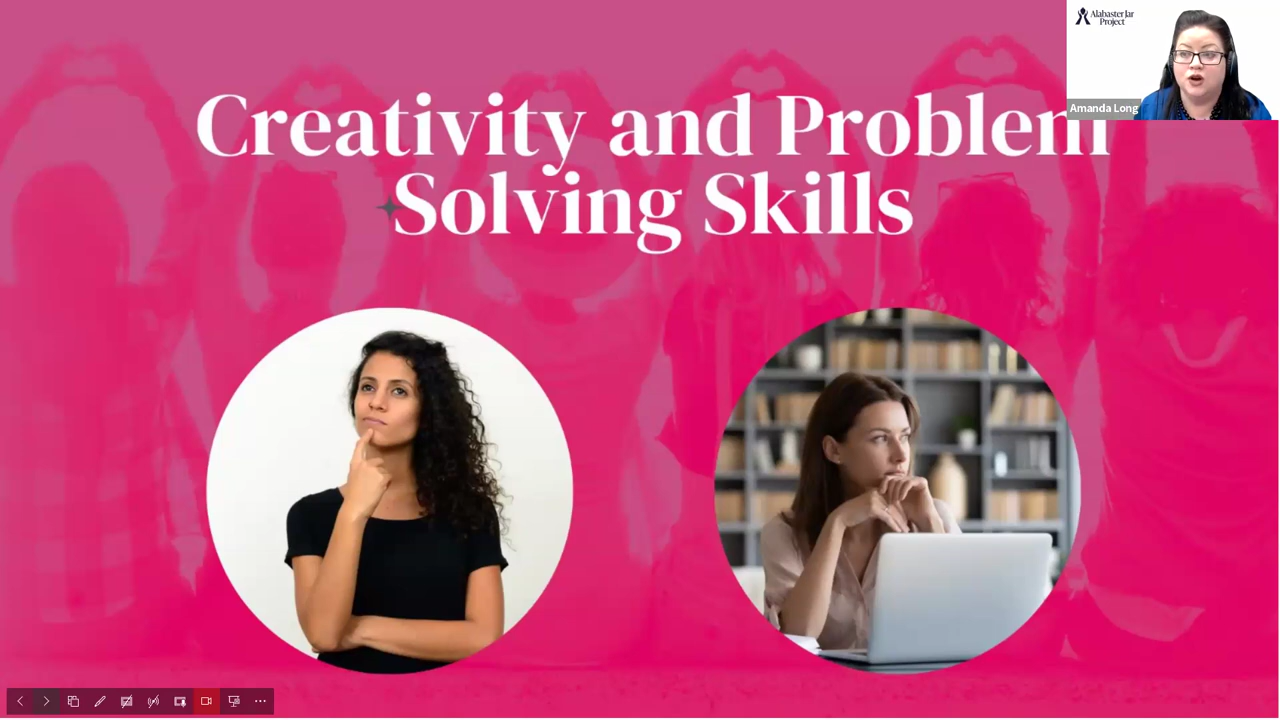 Alabaster Jar
Project
Amanda Long
Creativity and Problem
Solving Skills